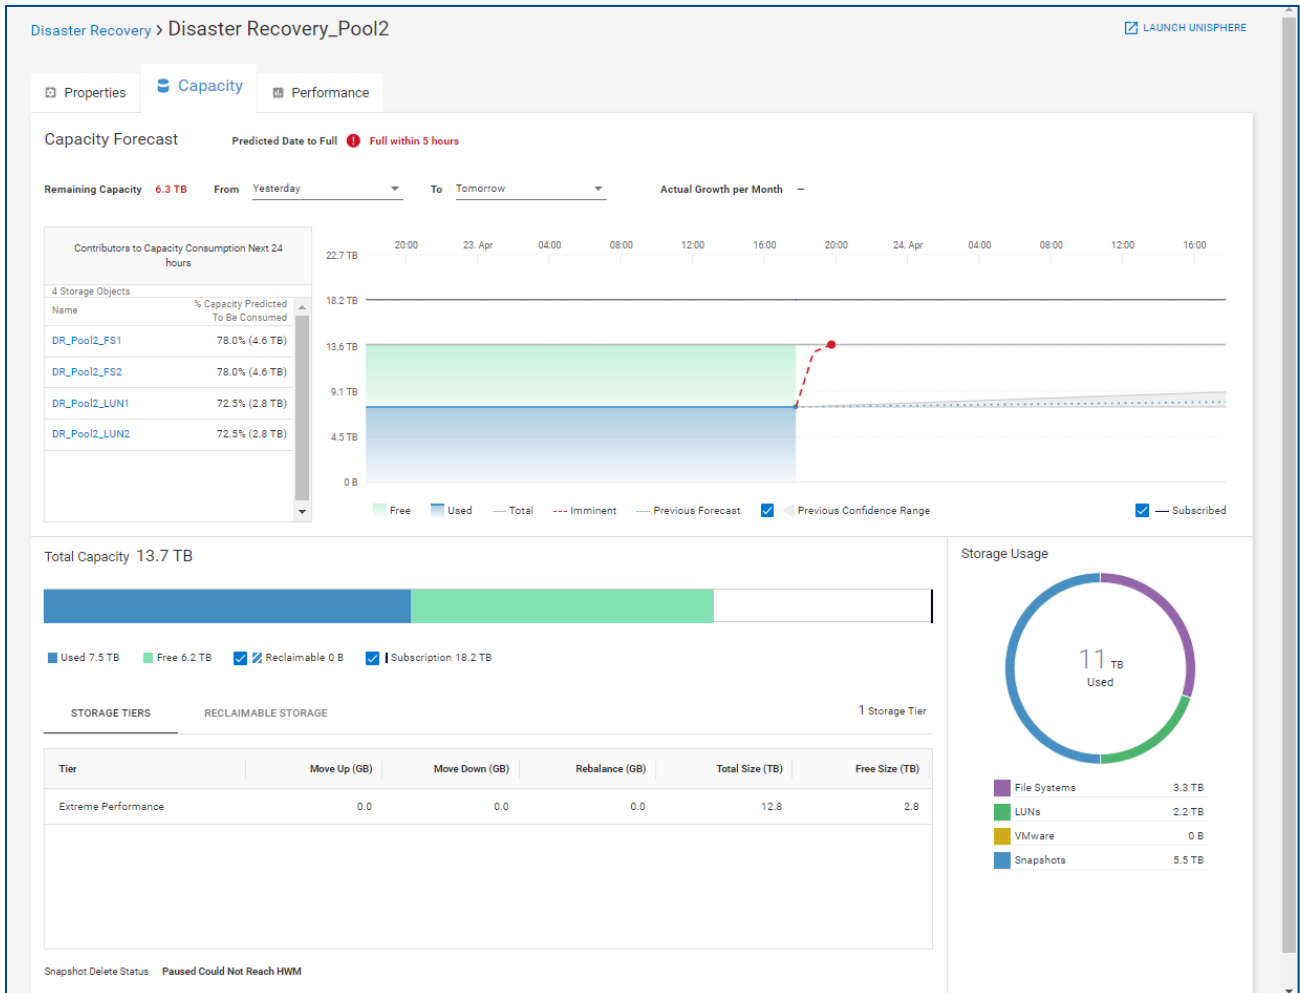 Disaster Recovery > Disaster Recovery_Pool2
LAUNCH UNISPHERE
Properties
Capacity
Performance
Capacity Forecast
Predicted Date to Full ! Full within 5 hours
Remaining Capacity 6.3 TB From Yesterday To Tomorrow Actual Growth per Month –
Contributors to Capacity Consumption Next 24
hours
4 Storage Objects
Name
% Capacity Predicted
To Be Consumed
DR_Pool2_FS1 78.0% (4.6 TB)
DR_Pool2_FS2 78.0% (4.6 TB)
DR_Pool2_LUN1 72.5% (2.8 TB)
DR_Pool2_LUN2 72.5% (2.8 TB)
20:00 23. Apr 04:00 08:00 12:00 16:00 20:00 24. Apr 04:00 08:00 12:00 16:00
22.7 TB
18.2 TB
13.6 TB
9.1 TB
4.5 TB
0 B
Free Used Total Imminent Previous Forecast Previous Confidence Range Subscribed
Total Capacity 13.7 TB
Used 7.5 TB Free 6.2 TB Reclaimable 0 B Subscription 18.2 TB
STORAGE TIERS RECLAIMABLE STORAGE 1 Storage Tier
Tier Move Up (GB) Move Down (GB) Rebalance (GB) Total Size (TB) Free Size (TB)
Extreme Performance 0.0 0.0 0.0 12.8 2.8
Snapshot Delete Status Paused Could Not Reach HWM
Storage Usage
11 TB
Used
File Systems 3.3 TB
LUNs 2.2 TB
VMware 0 B
Snapshots 5.5 TB